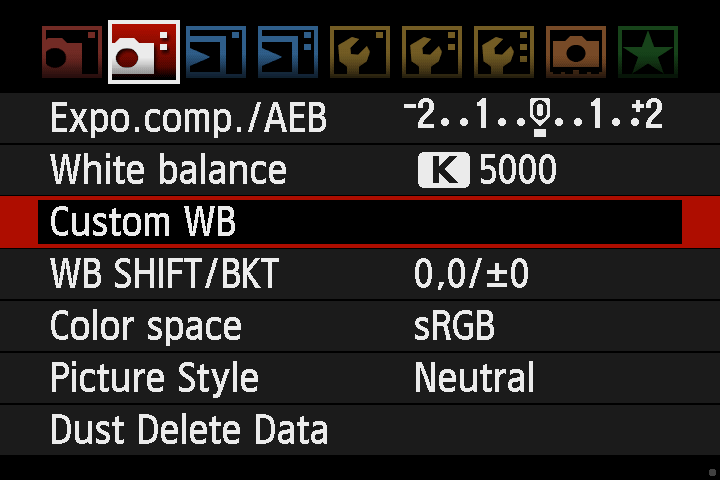 Expo.comp./AEB -2..1..0..1..+2
White balance K 5000
Custom WB
WB SHIFT/BKT 0,0/±0
Color space sRGB
Picture Style Neutral
Dust Delete Data